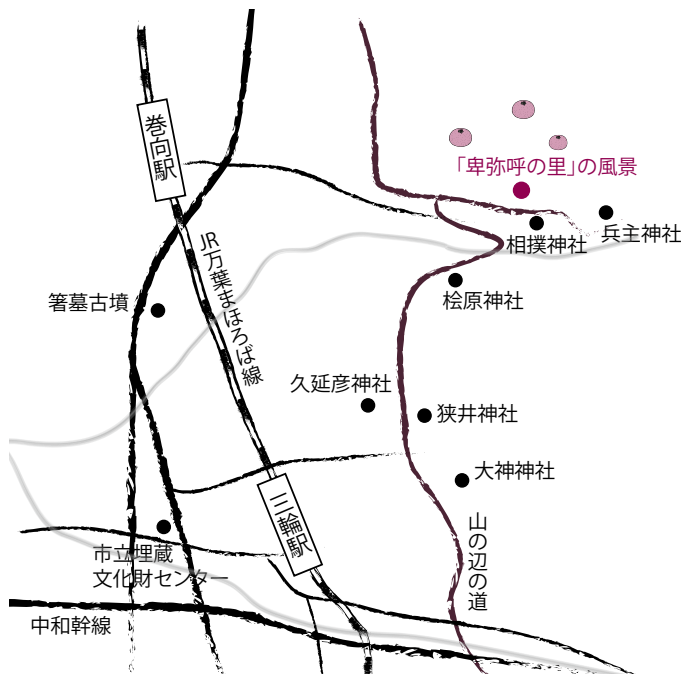 巻向駅
「卑弥呼の里」の風景
兵主神社
相撲神社
JR万葉まほろば線
箸墓古墳
桧原神社
久延彦神社
狭井神社
大神神社
三輪駅
山の辺の道
市立埋蔵
文化財センター
中和幹線